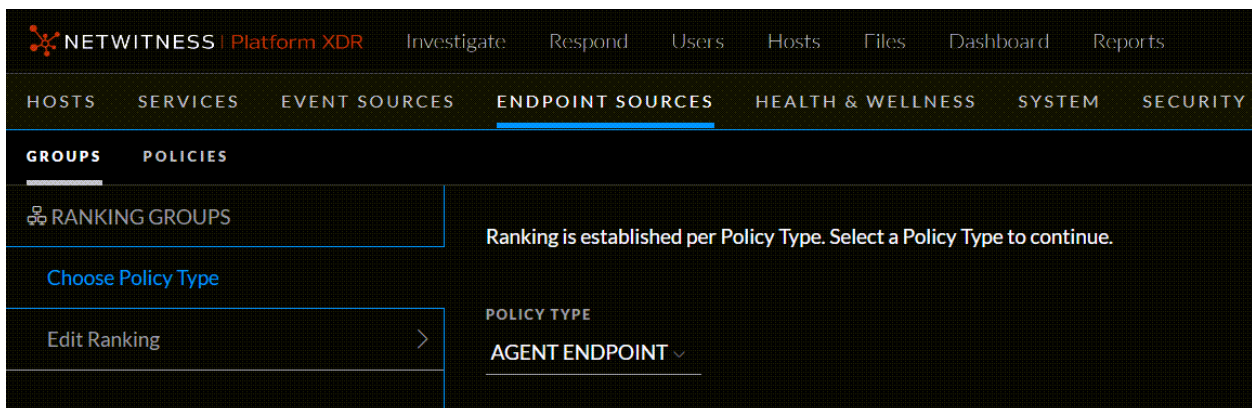 NETWITNESS | Platform XDR Investigate Respond Users Hosts Files Dashboard Reports
HOSTS SERVICES EVENT SOURCES ENDPOINT SOURCES HEALTH & WELLNESS SYSTEM SECURITY
GROUPS POLICIES
RANKING GROUPS
Choose Policy Type
Edit Ranking
Ranking is established per Policy Type. Select a Policy Type to continue.
POLICY TYPE
AGENT ENDPOINT